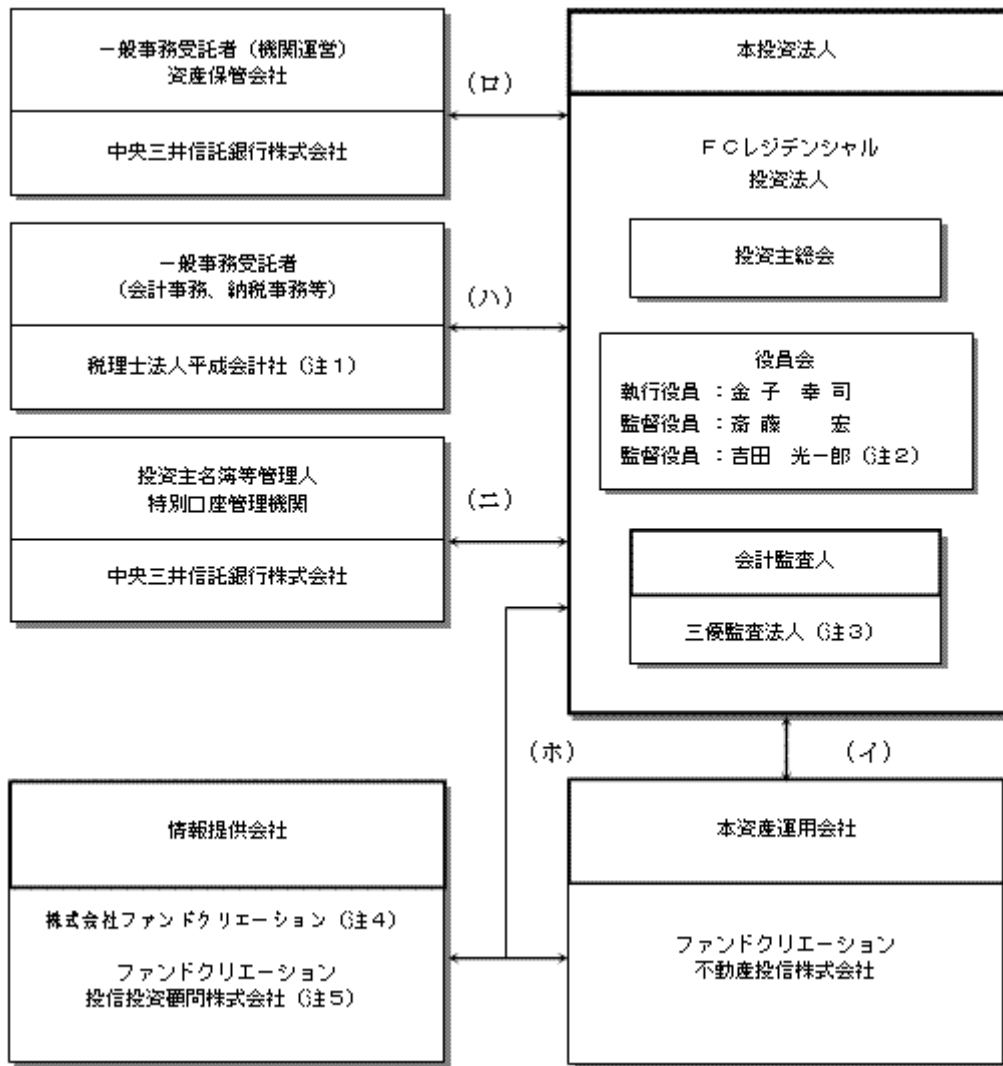 一般事務受託者（機関運営）
資産保管会社
中央三井信託銀行株式会社
（ロ）
一般事務受託者
（会計事務、納税事務等）
税理士法人平成会計社（注１）
（ハ）
投資主名簿等管理人
特別口座管理機関
中央三井信託銀行株式会社
（ニ）
本投資法人
ＦＣレジデンシャル
投資法人
投資主総会
役員会
執行役員 ：金 子　幸 司
監督役員 ：斎 藤　　宏
監督役員 ：吉田　光一郎（注２）
会計監査人
三優監査法人（注３）
（ホ）
（イ）
情報提供会社
株式会社ファンドクリエーション（注４）
ファンドクリエーション
投信投資顧問株式会社（注５）
本資産運用会社
ファンドクリエーション
不動産投信株式会社